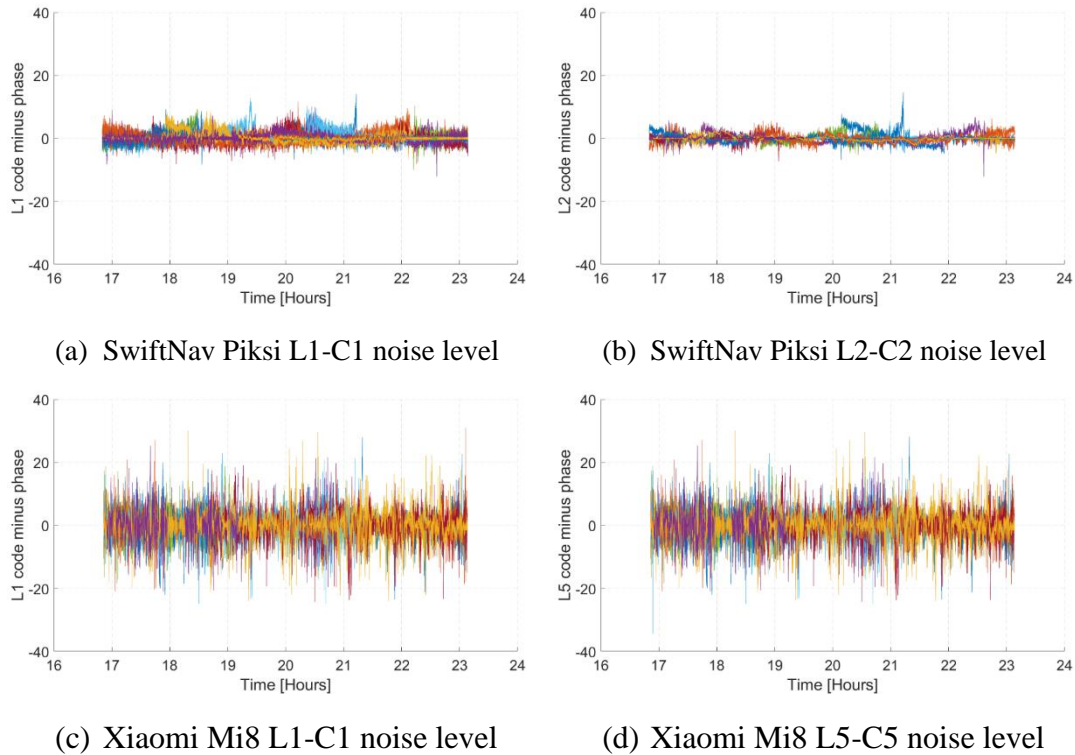 40
20
0
-20
-40
L1 code minus phase
16 17 18 19 20 21 22 23 24
Time [Hours]
(a) SwiftNav Piksi L1-C1 noise level
40
20
0
-20
-40
L2 code minus phase
16 17 18 19 20 21 22 23 24
Time [Hours]
(b) SwiftNav Piksi L2-C2 noise level
40
20
0
-20
-40
L1 code minus phase
16 17 18 19 20 21 22 23 24
Time [Hours]
(c) Xiaomi Mi8 L1-C1 noise level
40
20
0
-20
-40
L5 code minus phase
16 17 18 19 20 21 22 23 24
Time [Hours]
(d) Xiaomi Mi8 L5-C5 noise level